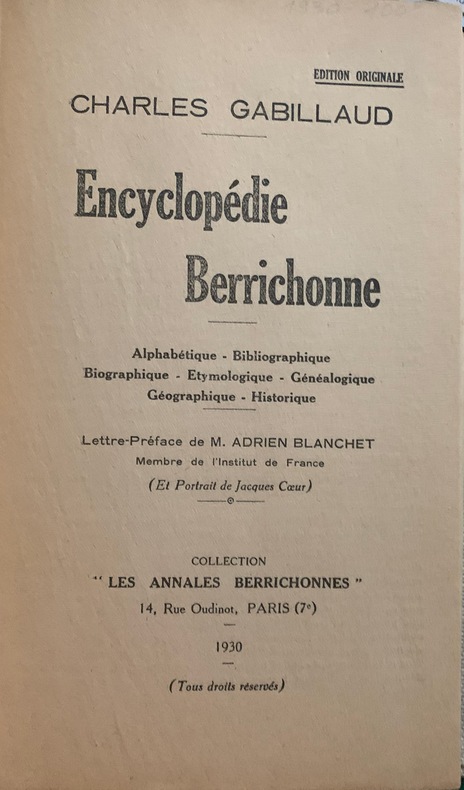 EDITION ORIGINALE
CHARLES GABILLAUD
Encyclopédie
Berrichonne
Alphabétique - Bibliographique
Biographique - Etymologique - Généalogique
Géographique - Historique
Lettre-Préface de M. ADRIEN BLANCHET
Membre de l'Institut de France
(Et Portrait de Jacques Cœur)
COLLECTION
" LES ANNALES BERRICHONNES "
14, Rue Oudinot, PARIS (7e)
1930
(Tous droits réservés)